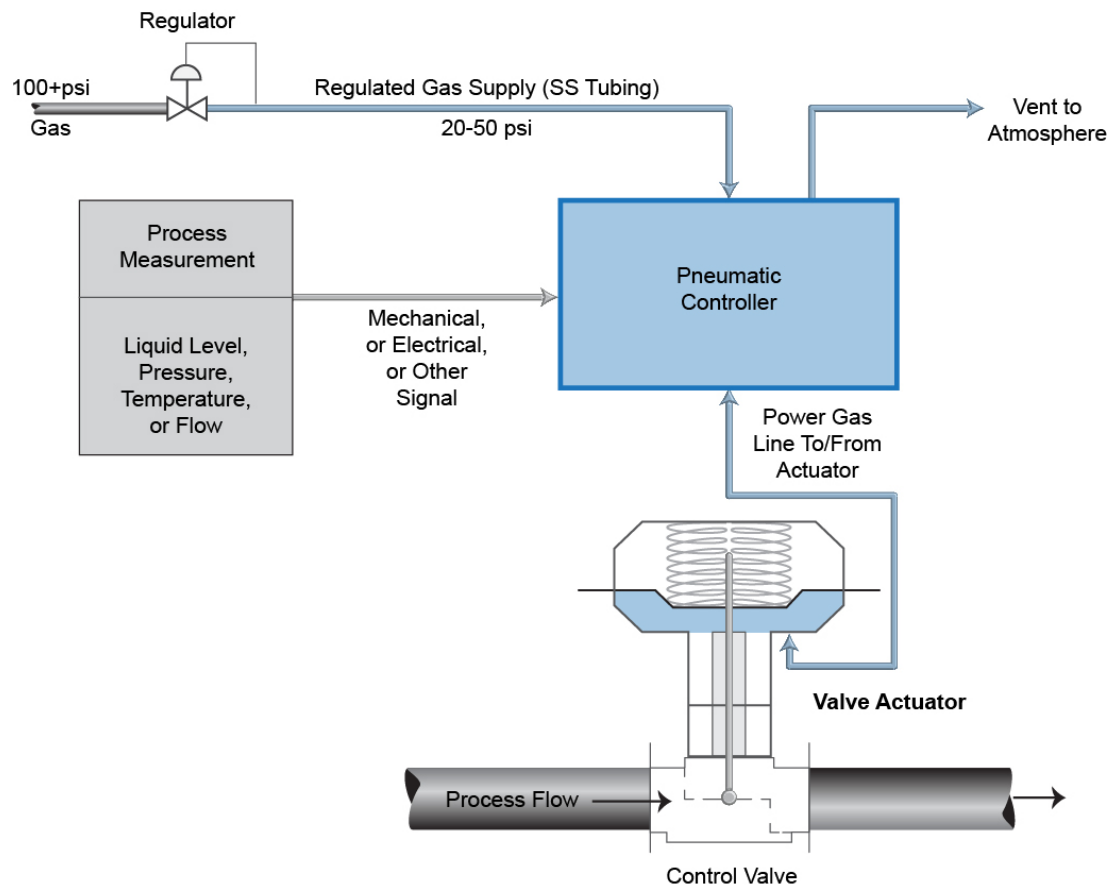 Regulator
100+psi
Gas
Regulated Gas Supply (SS Tubing)
20-50 psi
Vent to
Atmosphere
Process
Measurement
Liquid Level,
Pressure,
Temperature,
or Flow
Mechanical,
or Electrical,
or Other
Signal
Pneumatic
Controller
Power Gas
Line To/From
Actuator
Valve Actuator
Process Flow
Control Valve